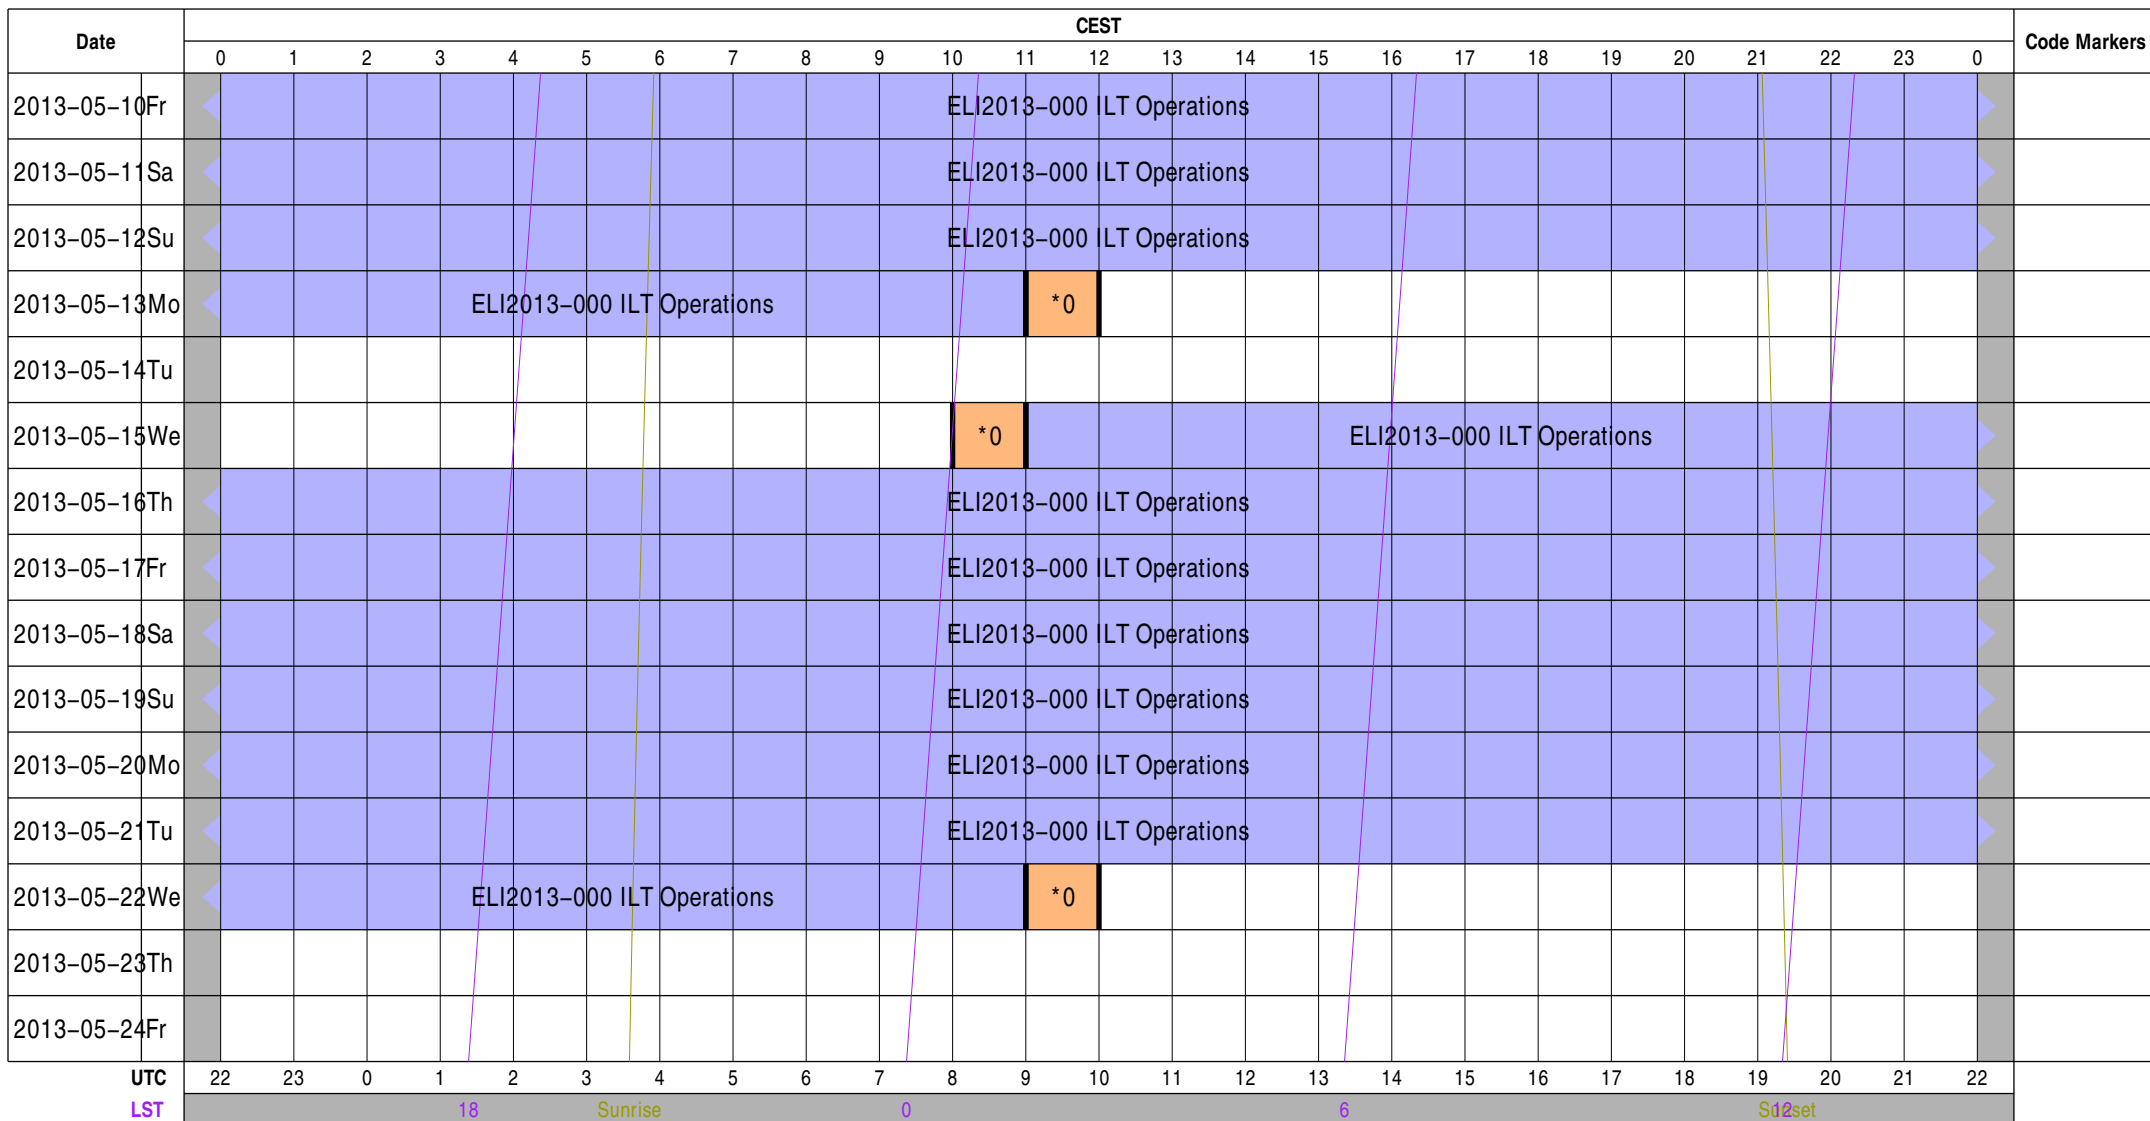 Date CEST Code Markers
0 1 2 3 4 5 6 7 8 9 10 11 12 13 14 15 16 17 18 19 20 21 22 23 0
2013−05−10Fr ELI2013−000 ILT Operations
2013−05−11Sa ELI2013−000 ILT Operations
2013−05−12Su ELI2013−000 ILT Operations
2013−05−13Mo ELI2013−000 ILT Operations *0
2013−05−14Tu
2013−05−15We *0 ELI2013−000 ILT Operations
2013−05−16Th ELI2013−000 ILT Operations
2013−05−17Fr ELI2013−000 ILT Operations
2013−05−18Sa ELI2013−000 ILT Operations
2013−05−19Su ELI2013−000 ILT Operations
2013−05−20Mo ELI2013−000 ILT Operations
2013−05−21Tu ELI2013−000 ILT Operations
2013−05−22We ELI2013−000 ILT Operations *0
2013−05−23Th
2013−05−24Fr
UTC 22 23 0 1 2 3 4 5 6 7 8 9 10 11 12 13 14 15 16 17 18 19 20 21 22
LST 18 Sunrise 0 6 Sunset 12